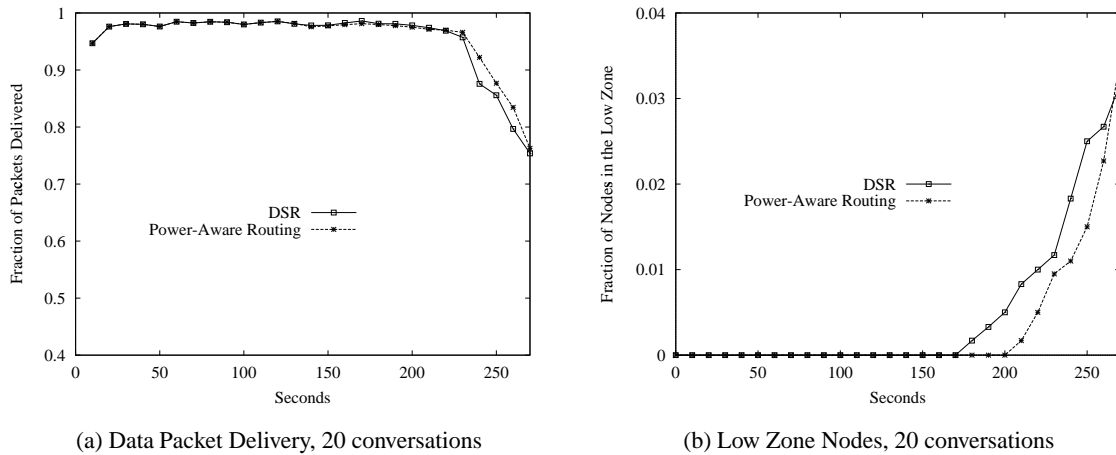 1
0.9
0.8
0.7
0.6
0.5
0.4
Fraction of Packets Delivered
DSR
Power-Aware Routing
0 50 100 150 200 250
Seconds
(a) Data Packet Delivery, 20 conversations
0.04
0.03
0.02
0.01
0
Fraction of Nodes in the Low Zone
DSR
Power-Aware Routing
0 50 100 150 200 250
Seconds
(b) Low Zone Nodes, 20 conversations